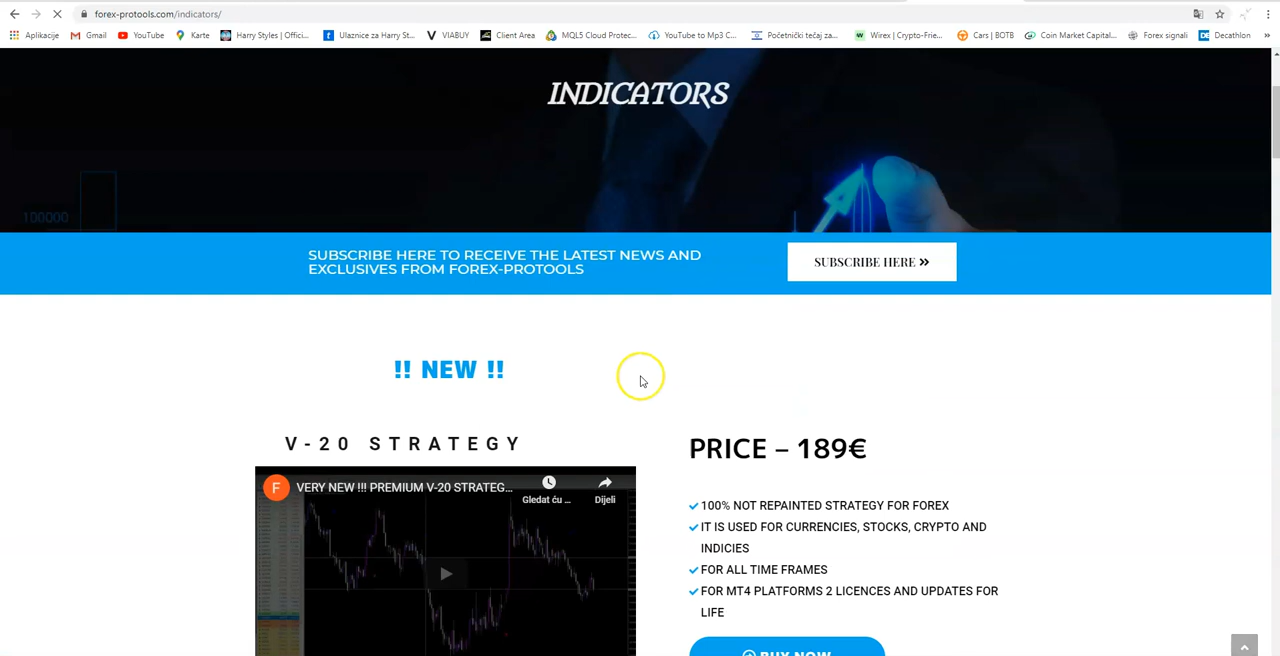 forex-protools.com/indicators/
Aplikacije Gmail YouTube Karte Harry Styles | Offici... Ulaznice za Harry St... VIABUY Client Area MQL5 Cloud Protec... YouTube to Mp3 C... Početnički tečaj za... Wirex | Crypto-Frie... Cars | BOTB Coin Market Capital... Forex signali DE Decathlon »
INDICATORS
100000
SUBSCRIBE HERE TO RECEIVE THE LATEST NEWS AND
EXCLUSIVES FROM FOREX-PROTOOLS
SUBSCRIBE HERE »
!! NEW !!
V-20 STRATEGY
F VERY NEW !!! PREMIUM V-20 STRATEG...
Gledat ću ... Dijeli
PRICE – 189€
100% NOT REPAINTED STRATEGY FOR FOREX
IT IS USED FOR CURRENCIES, STOCKS, CRYPTO AND
INDICIES
FOR ALL TIME FRAMES
FOR MT4 PLATFORMS 2 LICENCES AND UPDATES FOR
LIFE
BUY NOW